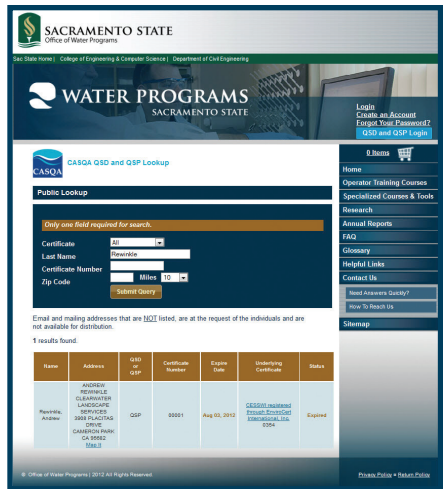 SACRAMENTO STATE
Office of Water Programs
Sac State Home | College of Engineering & Computer Science | Department of Civil Engineering
WATER PROGRAMS
SACRAMENTO STATE
Login
Create an Account
Forgot Your Password?
QSD and QSP Login
0 Items
Home
Operator Training Courses
Specialized Courses & Tools
Research
Annual Reports
FAQ
Glossary
Helpful Links
Contact Us
Need Answers Quickly?
How To Reach Us
Sitemap
CASQA
CASQA QSD and QSP Lookup
Public Lookup
Only one field required for search.
Certificate All
Last Name Rewinkle
Certificate Number
Zip Code Miles 10
Submit Query
Email and mailing addresses that are NOT listed, are at the request of the individuals and are
not available for distribution.
1 results found.
Name Address QSD or QSP Certificate Number Expire Date Underlying Certificate Status
Rewinkle, Andrew
ANDREW
REWINKLE
CLEARWATER
LANDSCAPE
SERVICES
3988 PLACITAS
DRIVE
CAMERON PARK
CA 95682
Map It
QSP
00001
Aug 03, 2012
CESSWI registered
through EnviroCert
International, Inc.
0354
Expired
© Office of Water Programs | 2012 All Rights Reserved.
Privacy Policy • Return Policy